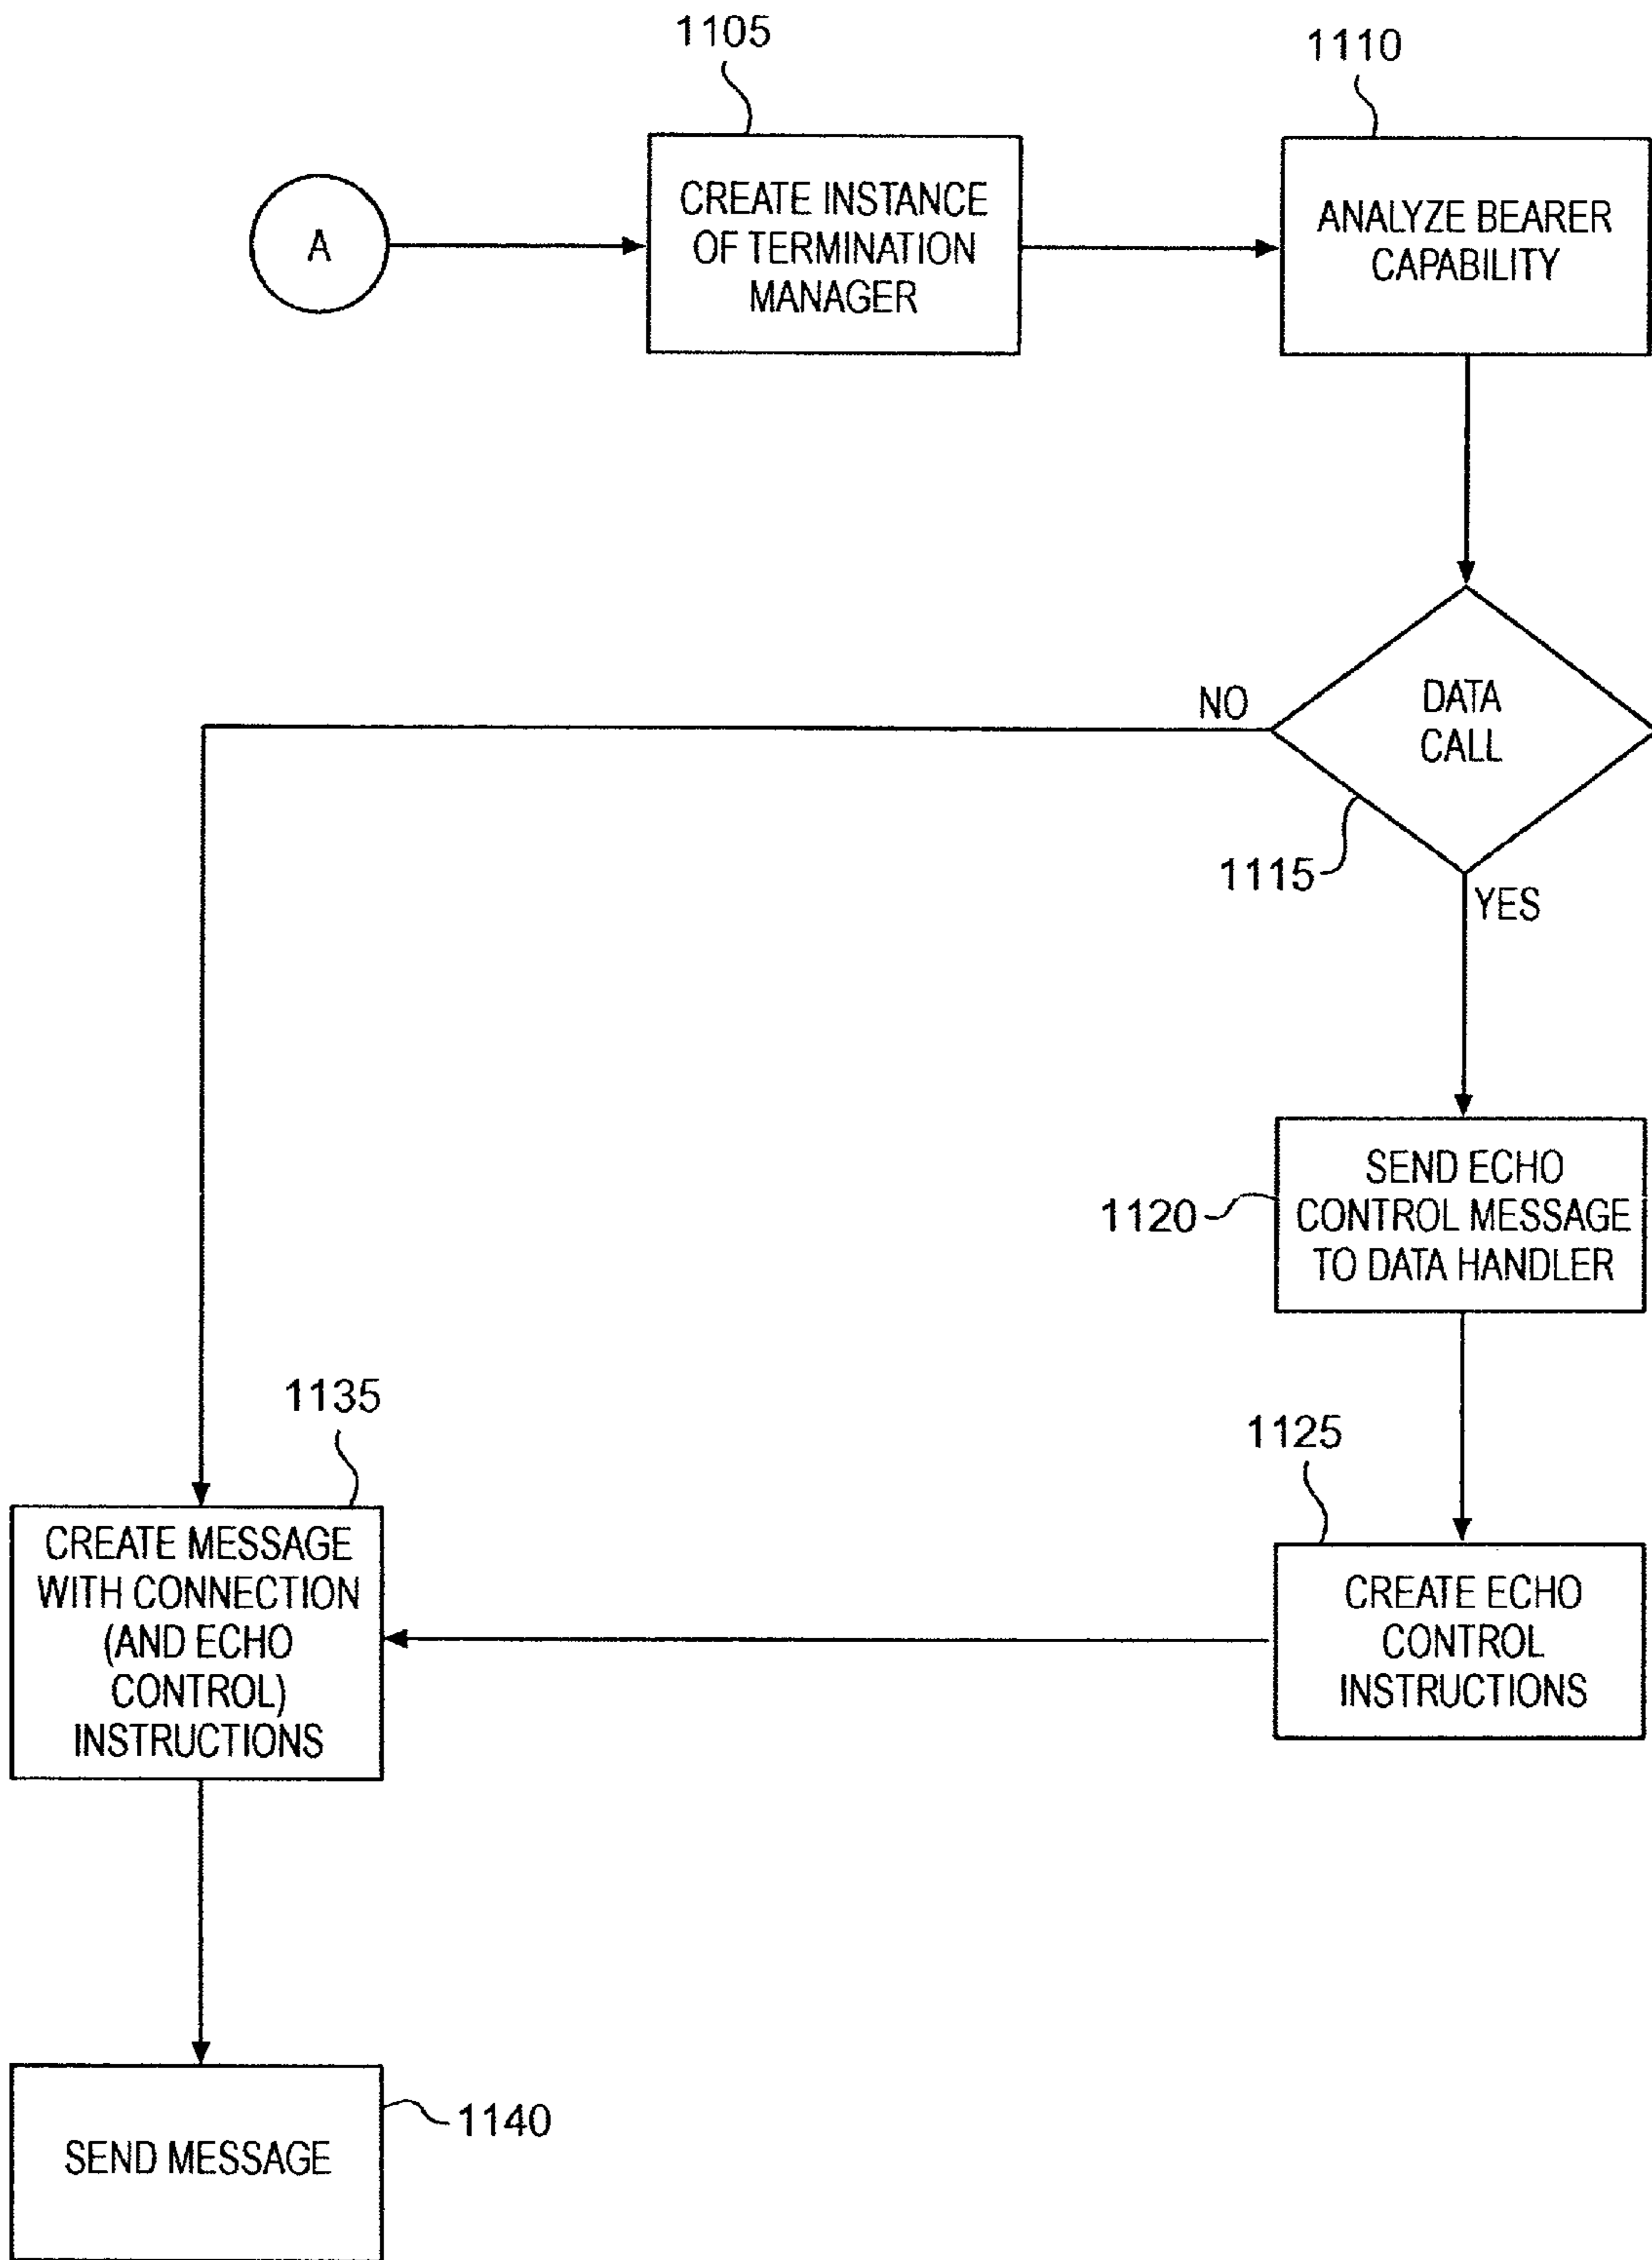 1105
1110
A
CREATE INSTANCE
OF TERMINATION
MANAGER
ANALYZE BEARER
CAPABILITY
NO
DATA
CALL
1115
YES
SEND ECHO
CONTROL MESSAGE
TO DATA HANDLER
1120
1135
1125
CREATE MESSAGE
WITH CONNECTION
(AND ECHO
CONTROL)
INSTRUCTIONS
CREATE ECHO
CONTROL
INSTRUCTIONS
1140
SEND MESSAGE